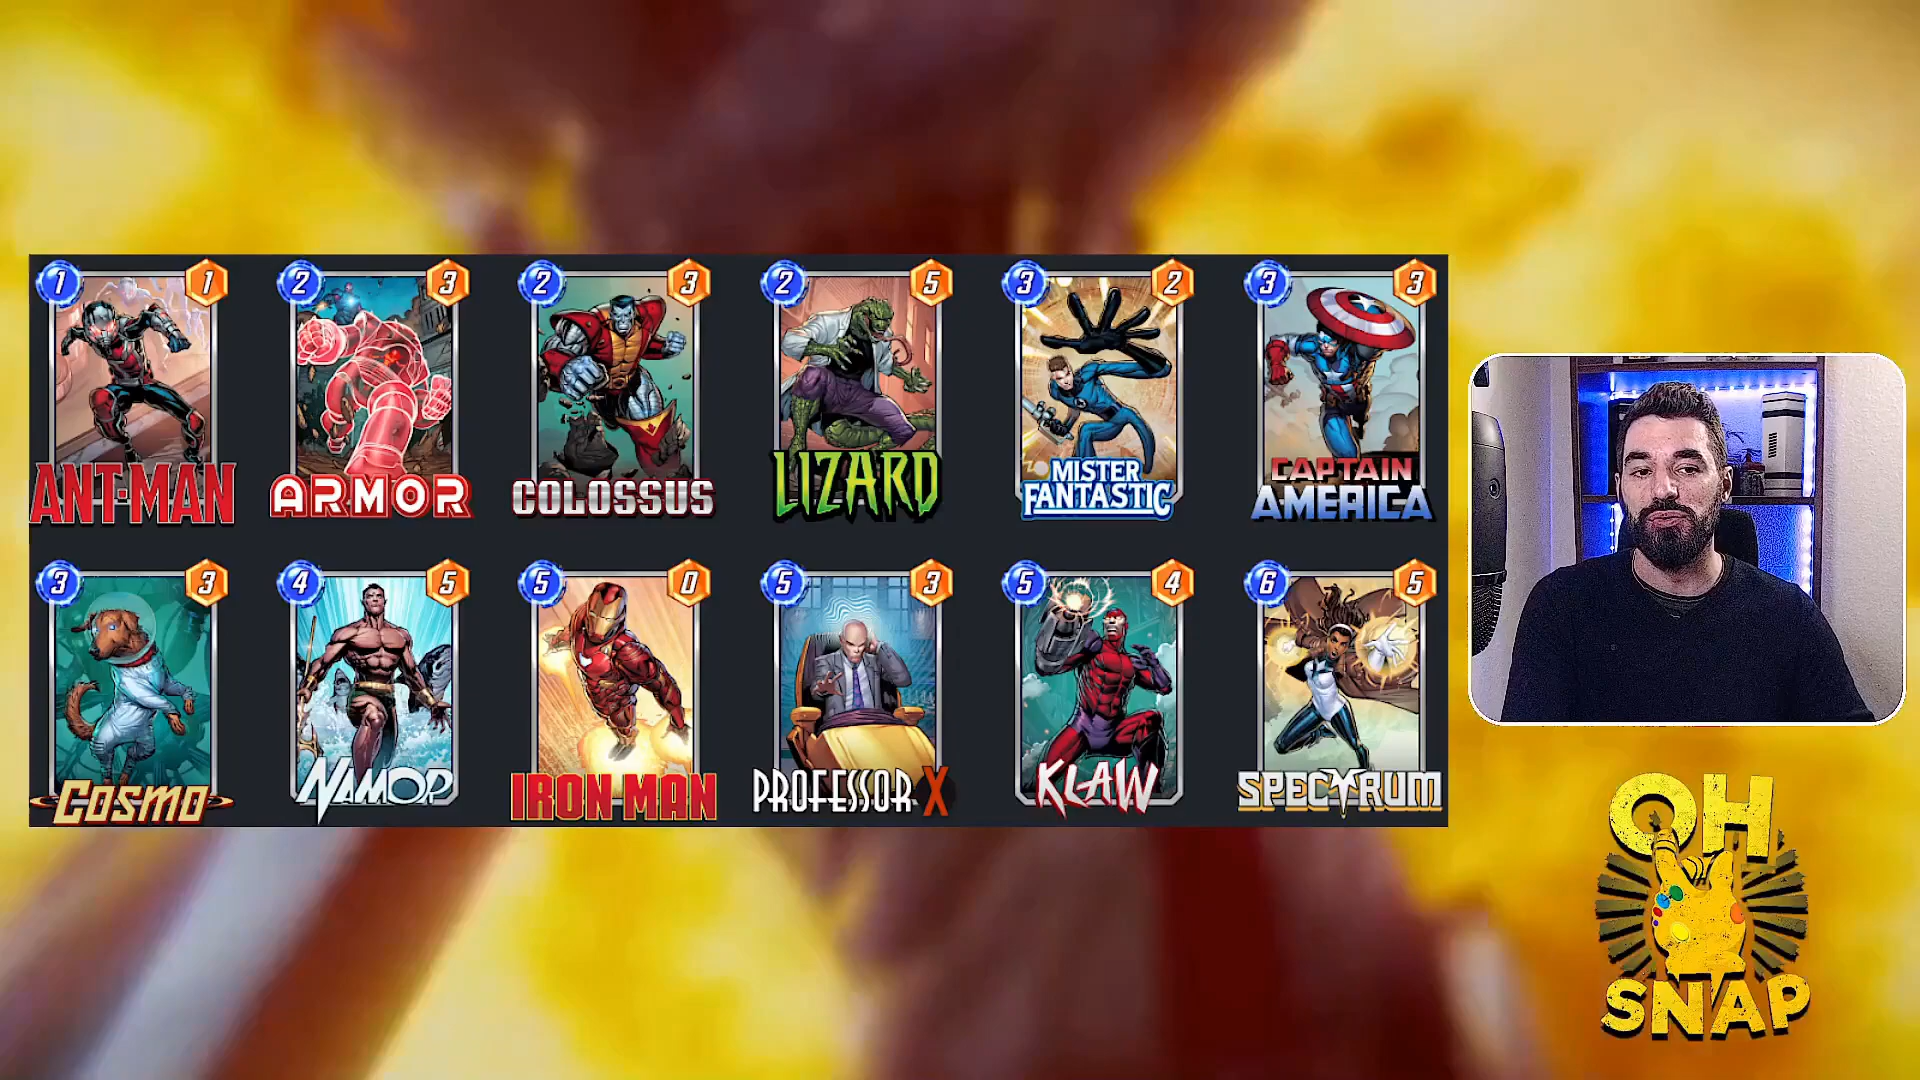 1 1 2 3 2 3 2 5 3 2 3 3
ANT-MAN ARMOR COLOSSUS LIZARD MISTER FANTASTIC CAPTAIN AMERICA
3 3 4 5 5 0 5 3 5 4 6 5
COSMO NAMOR IRON MAN PROFESSOR X KLAW SPECTRUM
OH
SNAP